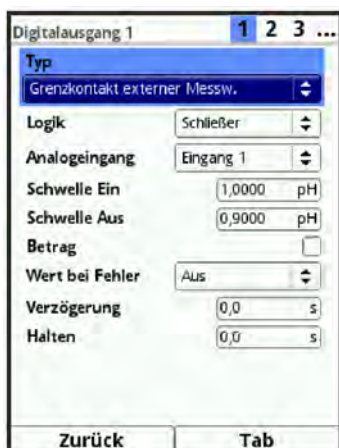 Digitalausgang 1 1 2 3 ...
Typ
Grenzkontakt externer Messw.
Logik Schließer
Analogeingang Eingang 1
Schwelle Ein 1,0000 pH
Schwelle Aus 0,9000 pH
Betrag
Wert bei Fehler Aus
Verzögerung 0,0 s
Halten 0,0 s
Zurück Tab